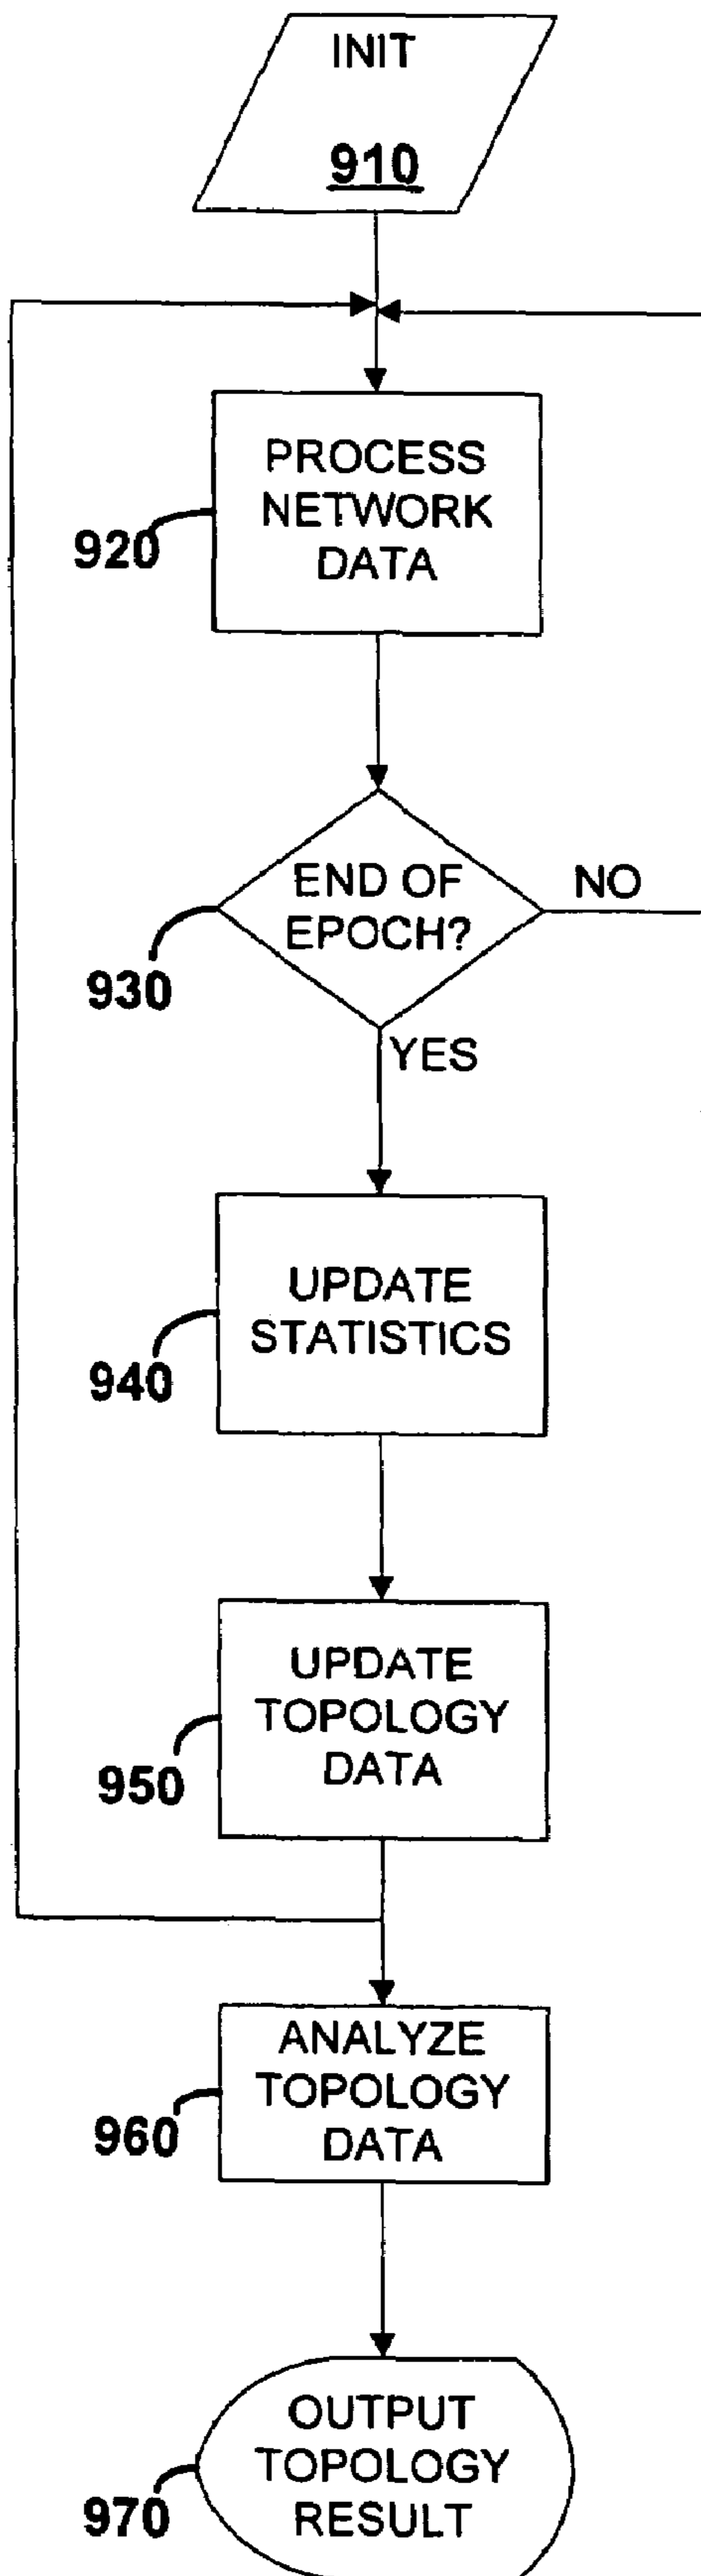 INIT
910
PROCESS
NETWORK
DATA
920
END OF
EPOCH?
NO
930
YES
UPDATE
STATISTICS
940
UPDATE
TOPOLOGY
DATA
950
ANALYZE
TOPOLOGY
DATA
960
OUTPUT
TOPOLOGY
RESULT
970